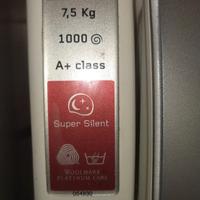 7,5 Kg
1000
A+ class
Super Silent
WOOLMARK
PLATINUM CARE